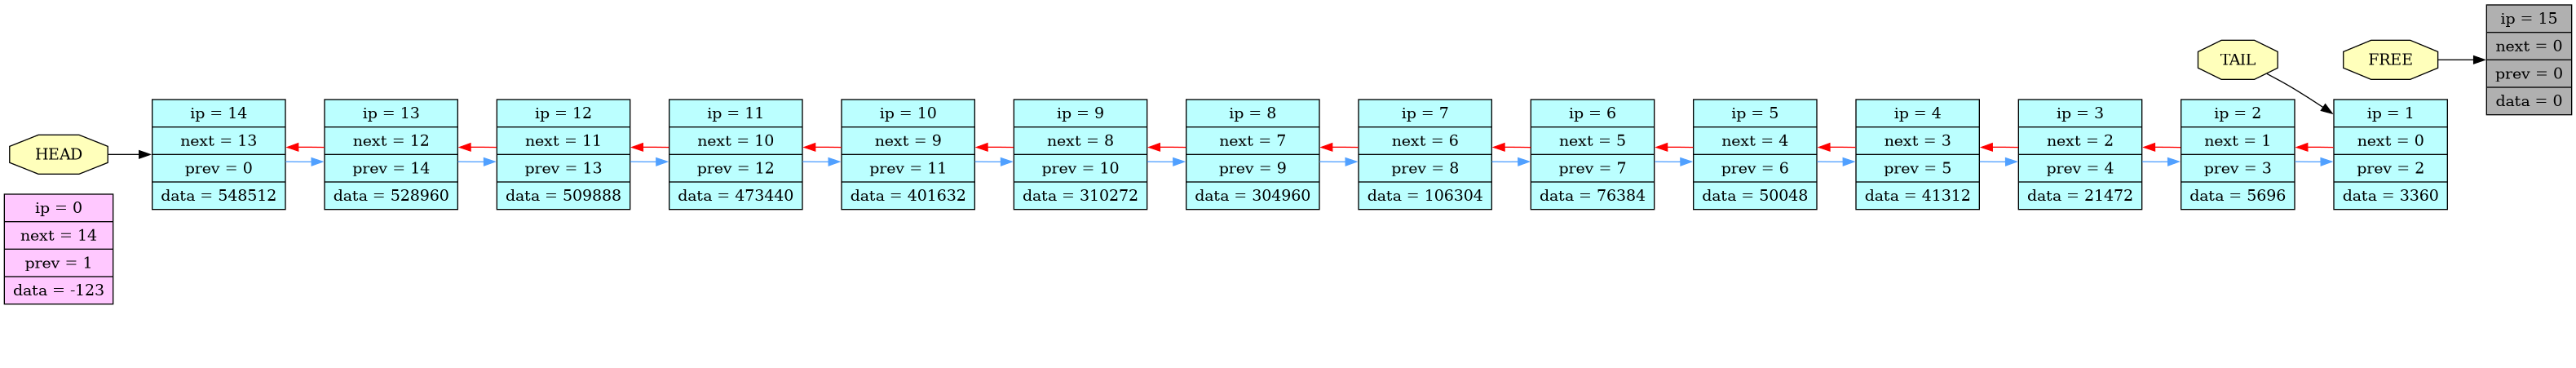 HEAD
ip = 0
next = 14
prev = 1
data = -123
ip = 14
next = 13
prev = 0
data = 548512
ip = 13
next = 12
prev = 14
data = 528960
ip = 12
next = 11
prev = 13
data = 509888
ip = 11
next = 10
prev = 12
data = 473440
ip = 10
next = 9
prev = 11
data = 401632
ip = 9
next = 8
prev = 10
data = 310272
ip = 8
next = 7
prev = 9
data = 304960
ip = 7
next = 6
prev = 8
data = 106304
ip = 6
next = 5
prev = 7
data = 76384
ip = 5
next = 4
prev = 6
data = 50048
ip = 4
next = 3
prev = 5
data = 41312
ip = 3
next = 2
prev = 4
data = 21472
ip = 2
next = 1
prev = 3
data = 5696
TAIL
ip = 1
next = 0
prev = 2
data = 3360
FREE
ip = 15
next = 0
prev = 0
data = 0